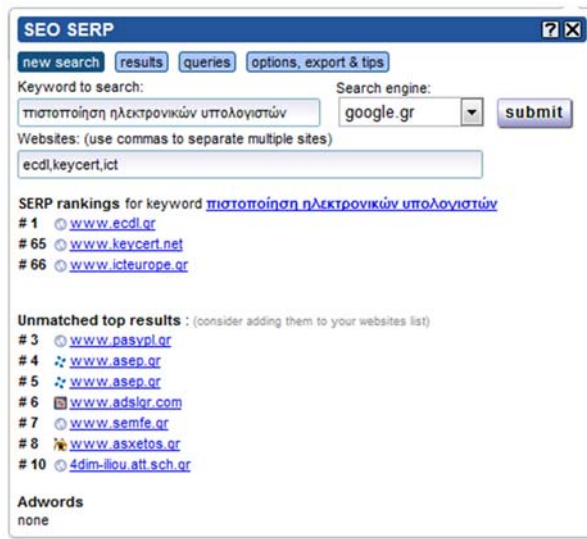 SEO SERP ? X
new search results queries options, export & tips
Keyword to search: Search engine:
πιστοποίηση ηλεκτρονικών υπολογιστών google.gr submit
Websites: (use commas to separate multiple sites)
ecdl,keycert,ict
SERP rankings for keyword πιστοποίηση ηλεκτρονικών υπολογιστών
# 1 www.ecdl.gr
# 65 www.keycert.net
# 66 www.icteurope.gr
Unmatched top results : (consider adding them to your websites list)
# 3 www.pasypl.gr
# 4 www.asep.gr
# 5 www.asep.gr
# 6 www.adslgr.com
# 7 www.semfe.gr
# 8 www.asxetos.gr
# 10 4dim-iliou.att.sch.gr
Adwords
none